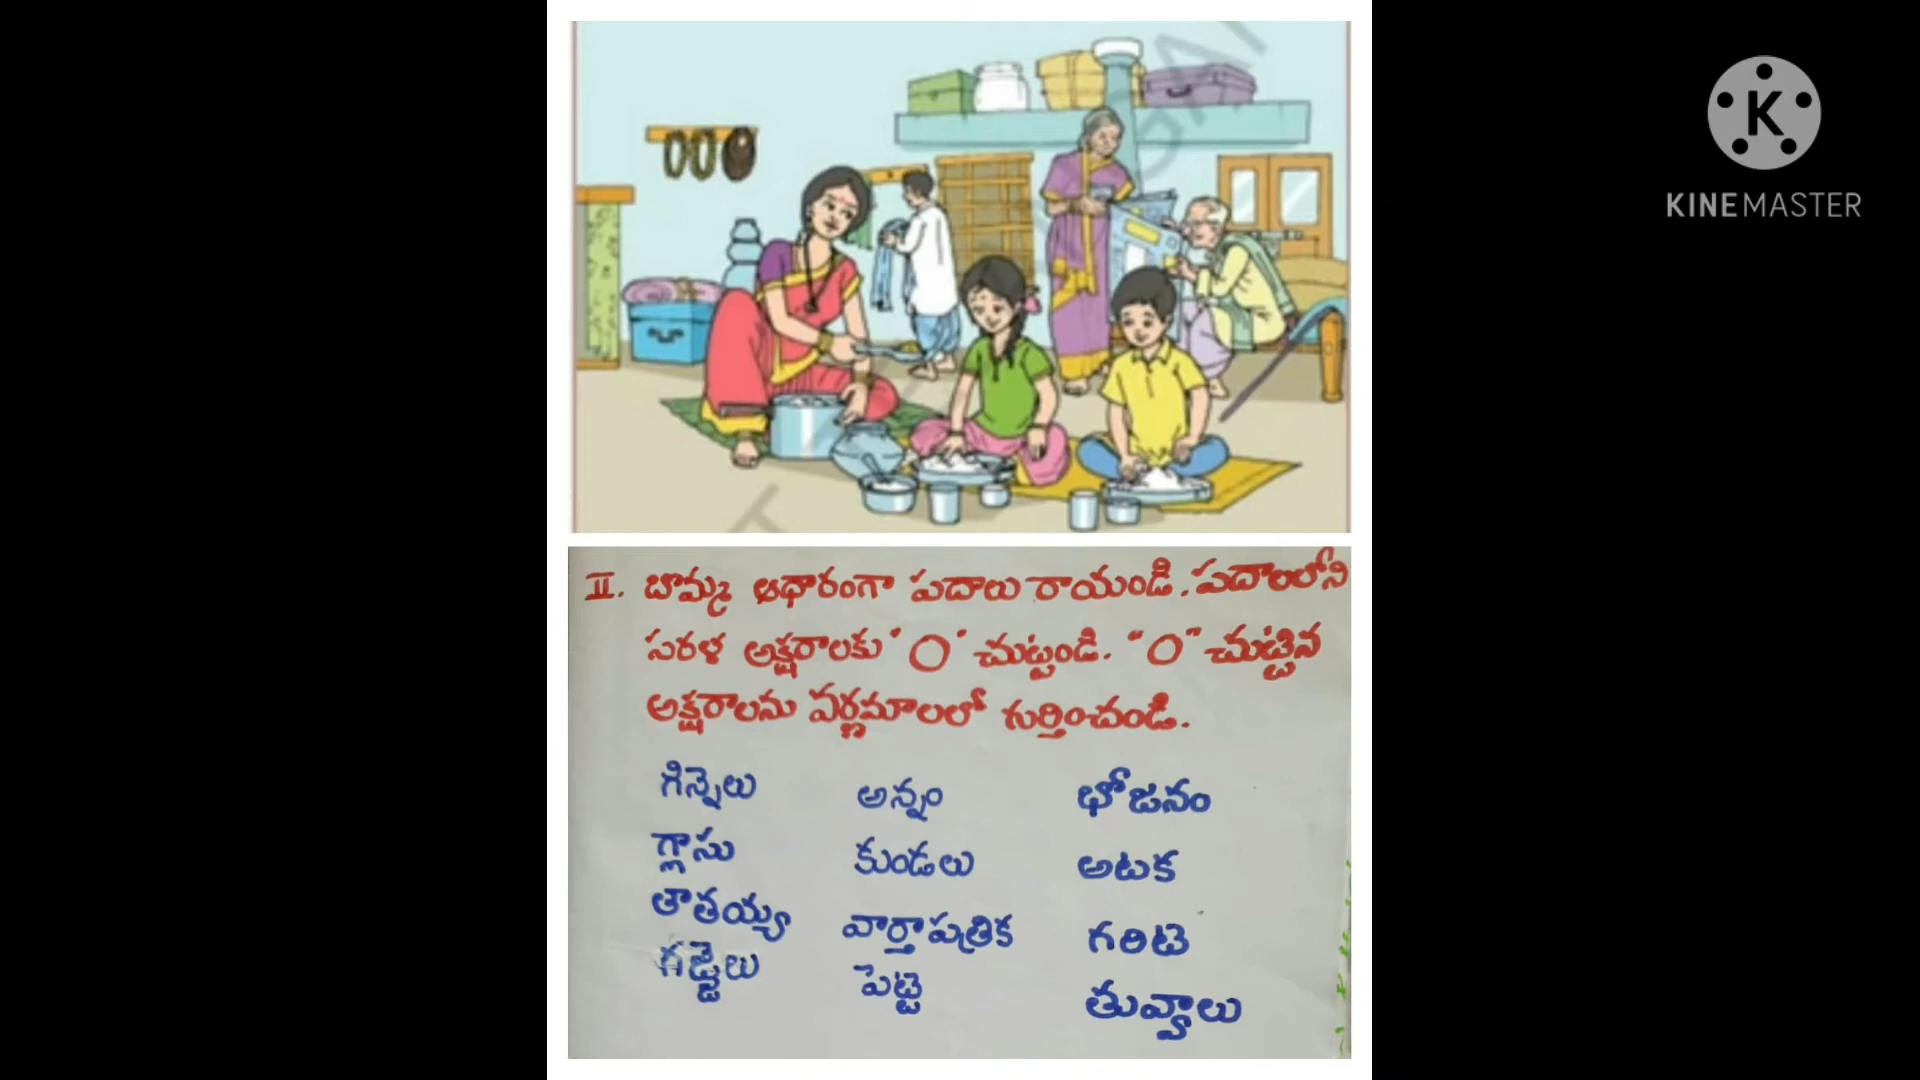 KINEMASTER
II. బొమ్మ ఆధారంగా పదాలు రాయండి. పదాలలోని
సరళ అక్షరాలకు 'O' చుట్టండి. "O" చుట్టిన
అక్షరాలను వర్ణమాలలో గుర్తించండి.
గిన్నెలు అన్నం భోజనం
గ్లాసు కుండలు అటక
తాతయ్య వార్తాపత్రిక గరిటె
గజ్జెలు పెట్టె తువ్వాలు